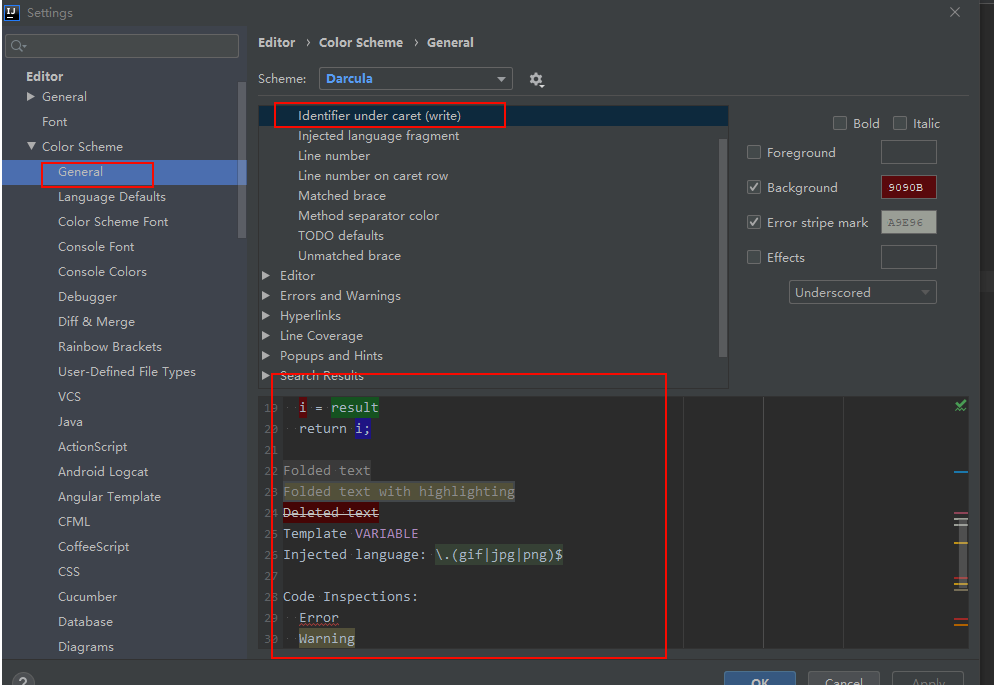 IJ Settings
Editor
General
Font
Color Scheme
General
Language Defaults
Color Scheme Font
Console Font
Console Colors
Debugger
Diff & Merge
Rainbow Brackets
User-Defined File Types
VCS
Java
ActionScript
Android Logcat
Angular Template
CFML
CoffeeScript
CSS
Cucumber
Database
Diagrams
?
Editor › Color Scheme › General
Scheme: Darcula
Identifier under caret (write)
Injected language fragment
Line number
Line number on caret row
Matched brace
Method separator color
TODO defaults
Unmatched brace
Editor
Errors and Warnings
Hyperlinks
Line Coverage
Popups and Hints
Search Results
Bold Italic
Foreground
Background 9090B
Error stripe mark A9E9E
Effects
Underscored
19 i = result
20 return i;
21
22 Folded text
23 Folded text with highlighting
24 Deleted text
25 Template VARIABLE
26 Injected language: \.(gif|jpg|png)$
27
28 Code Inspections:
29 Error
30 Warning
OK Cancel Apply